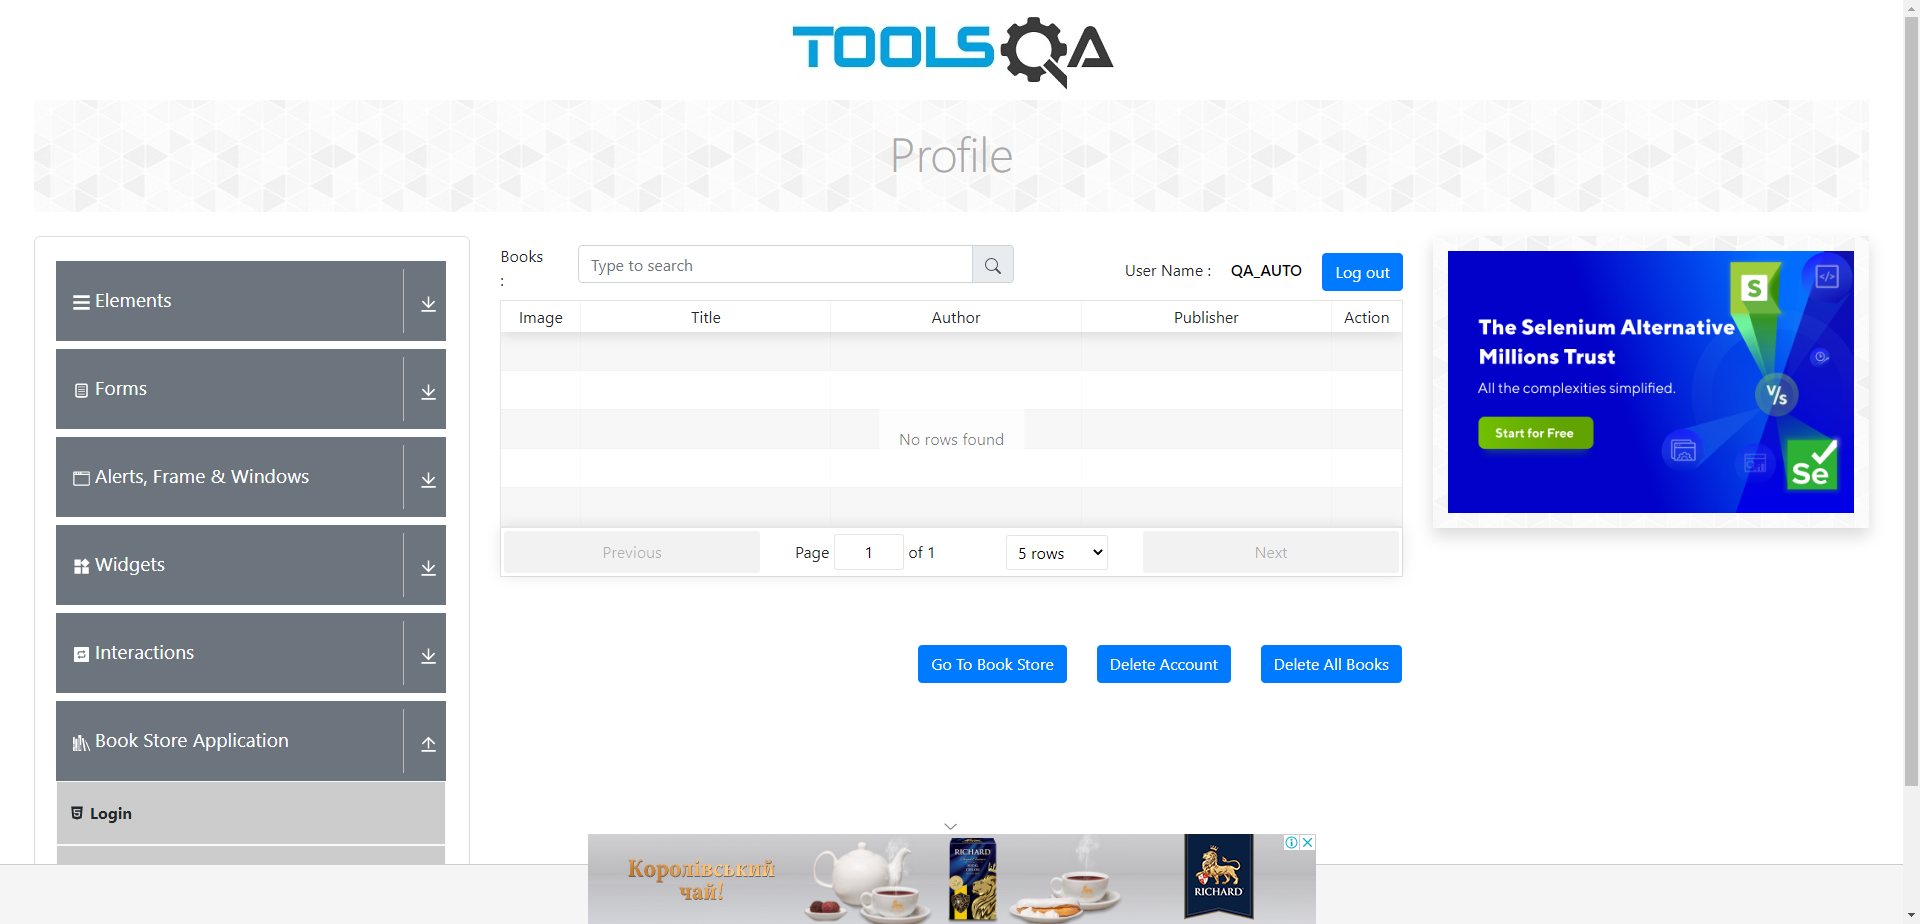 TOOLSQA
Profile
Elements
Forms
Alerts, Frame & Windows
Widgets
Interactions
Book Store Application
Login
Books
:
Type to search
User Name :
QA_AUTO
Log out
Image Title Author Publisher Action
No rows found
Previous
Page 1 of 1
5 rows
Next
Go To Book Store
Delete Account
Delete All Books
The Selenium Alternative
Millions Trust
All the complexities simplified.
Start for Free
S
</>
V/s
Se
Королівський
чай!
RICHARD
RICHARD